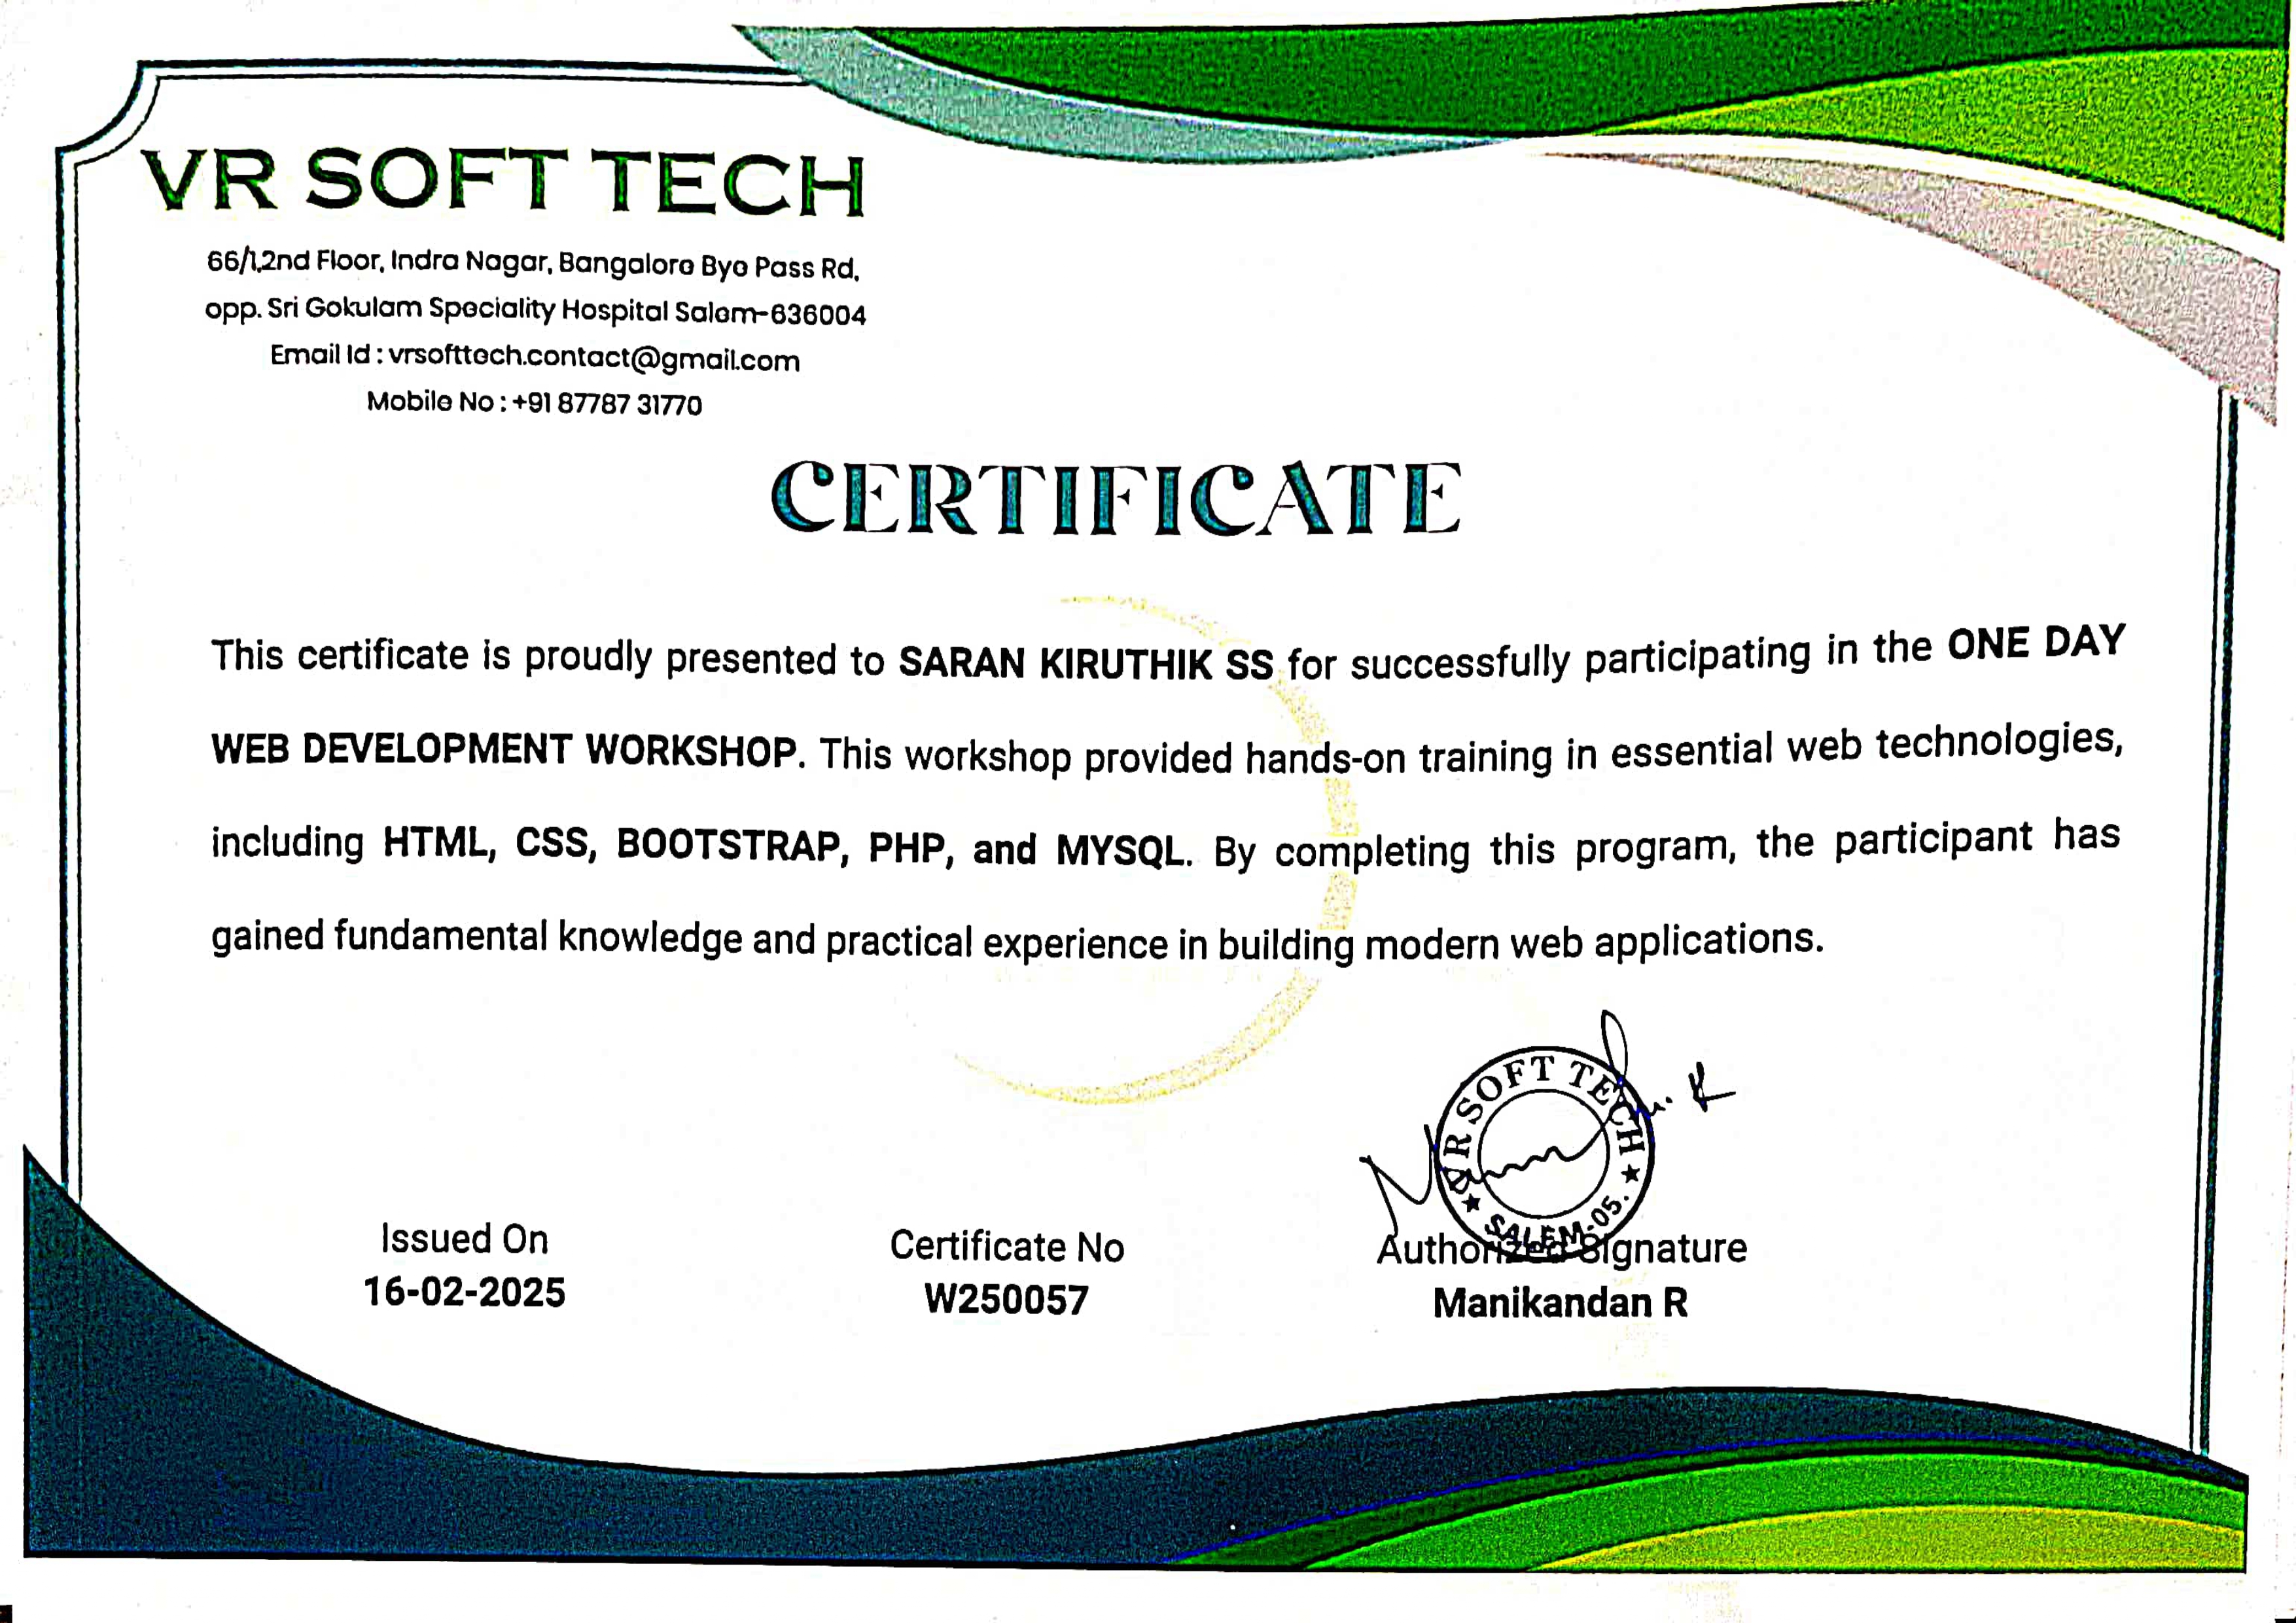 VR SOFT TECH
66/1,2nd Floor, Indra Nagar, Bangalore Bye Pass Rd,
opp. Sri Gokulam Speciality Hospital Salem-636004
Email Id : vrsofttech.contact@gmail.com
Mobile No : +91 87787 31770
CERTIFICATE
This certificate is proudly presented to SARAN KIRUTHIK SS for successfully participating in the ONE DAY
WEB DEVELOPMENT WORKSHOP. This workshop provided hands-on training in essential web technologies,
including HTML, CSS, BOOTSTRAP, PHP, and MYSQL. By completing this program, the participant has
gained fundamental knowledge and practical experience in building modern web applications.
VR SOFT TECH
SALEM-05.
Issued On
16-02-2025
Certificate No
W250057
Authorized Signature
Manikandan R